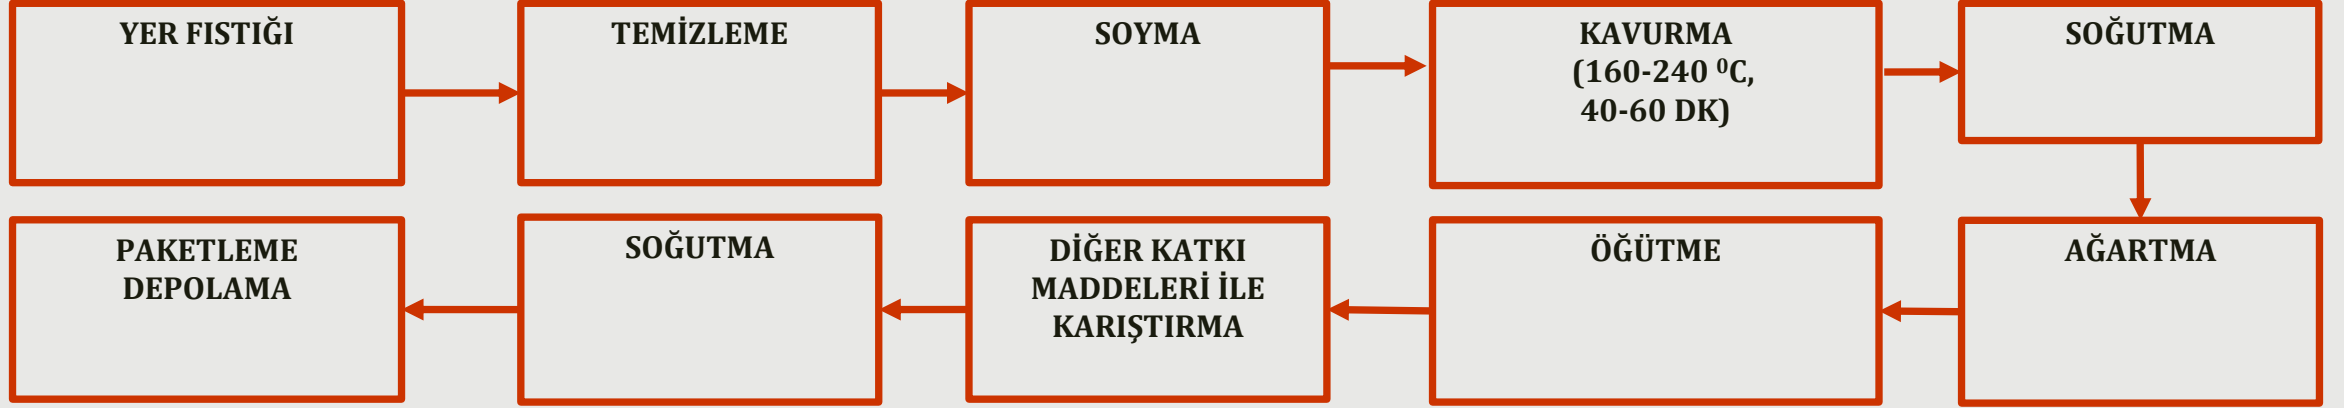 YER FISTIĞI
TEMİZLEME
SOYMA
KAVURMA
(160-240 ⁰C,
40-60 DK)
SOĞUTMA
AĞARTMA
ÖĞÜTME
DİĞER KATKI
MADDELERİ İLE
KARIŞTIRMA
SOĞUTMA
PAKETLEME
DEPOLAMA